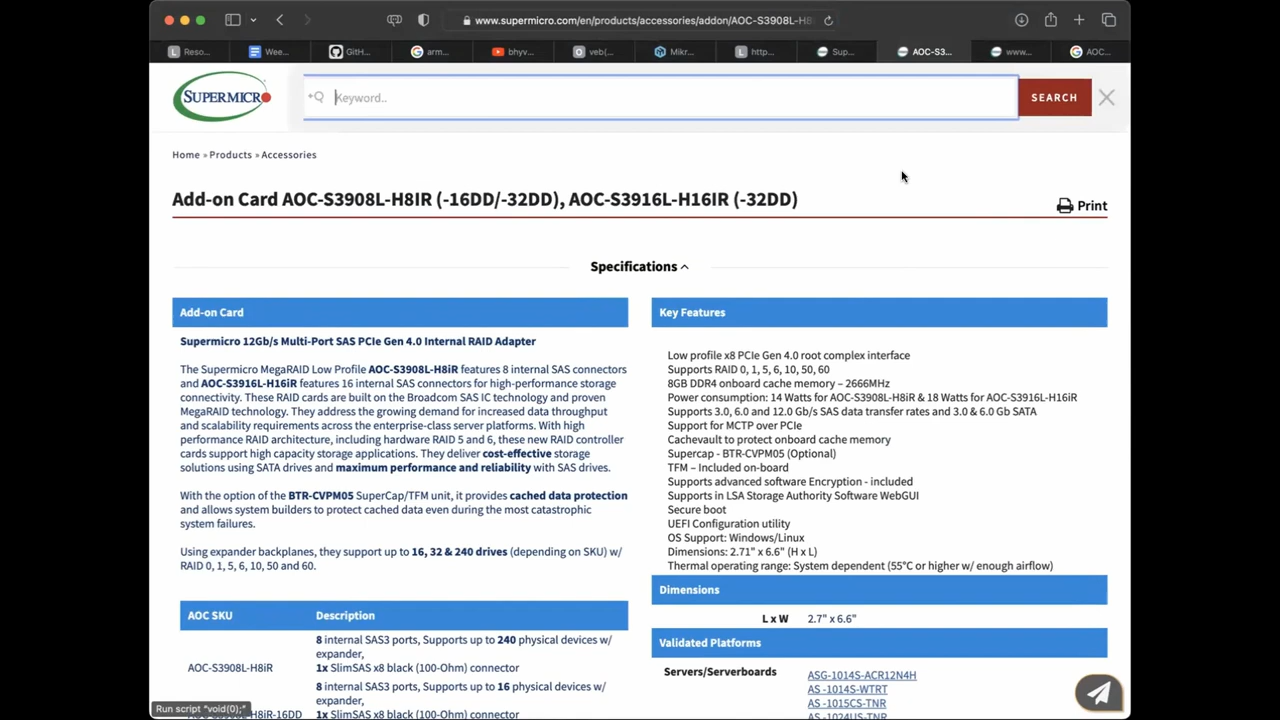 www.supermicro.com/en/products/accessories/addon/AOC-S3908L-H8
Reso...
Wee...
GitH...
arm...
bhyv...
veb(...
Mikr...
http...
Sup...
AOC-S3...
www...
AOC...
SUPERMICRO
Keyword..
SEARCH
Home » Products » Accessories
Add-on Card AOC-S3908L-H8IR (-16DD/-32DD), AOC-S3916L-H16IR (-32DD)
Print
Specifications
Add-on Card
Supermicro 12Gb/s Multi-Port SAS PCIe Gen 4.0 Internal RAID Adapter
The Supermicro MegaRAID Low Profile AOC-S3908L-H8iR features 8 internal SAS connectors
and AOC-S3916L-H16iR features 16 internal SAS connectors for high-performance storage
connectivity. These RAID cards are built on the Broadcom SAS IC technology and proven
MegaRAID technology. They address the growing demand for increased data throughput
and scalability requirements across the enterprise-class server platforms. With high
performance RAID architecture, including hardware RAID 5 and 6, these new RAID controller
cards support high capacity storage applications. They deliver cost-effective storage
solutions using SATA drives and maximum performance and reliability with SAS drives.
With the option of the BTR-CVPM05 SuperCap/TFM unit, it provides cached data protection
and allows system builders to protect cached data even during the most catastrophic
system failures.
Using expander backplanes, they support up to 16, 32 & 240 drives (depending on SKU) w/
RAID 0, 1, 5, 6, 10, 50 and 60.
AOC SKU Description
8 internal SAS3 ports, Supports up to 240 physical devices w/
expander,
AOC-S3908L-H8iR 1x SlimSAS x8 black (100-Ohm) connector
8 internal SAS3 ports, Supports up to 16 physical devices w/
expander,
H8iR-16DD 1x SlimSAS x8 black (100-Ohm) connector
Key Features
Low profile x8 PCIe Gen 4.0 root complex interface
Supports RAID 0, 1, 5, 6, 10, 50, 60
8GB DDR4 onboard cache memory – 2666MHz
Power consumption: 14 Watts for AOC-S3908L-H8iR & 18 Watts for AOC-S3916L-H16iR
Supports 3.0, 6.0 and 12.0 Gb/s SAS data transfer rates and 3.0 & 6.0 Gb SATA
Support for MCTP over PCIe
Cachevault to protect onboard cache memory
Supercap - BTR-CVPM05 (Optional)
TFM – Included on-board
Supports advanced software Encryption - included
Supports in LSA Storage Authority Software WebGUI
Secure boot
UEFI Configuration utility
OS Support: Windows/Linux
Dimensions: 2.71" x 6.6" (H x L)
Thermal operating range: System dependent (55°C or higher w/ enough airflow)
Dimensions
L x W 2.7" x 6.6"
Validated Platforms
Servers/Serverboards ASG-1014S-ACR12N4H
AS -1014S-WTRT
AS -1015CS-TNR
AS -1024US-TNR
Run script "void(0);"